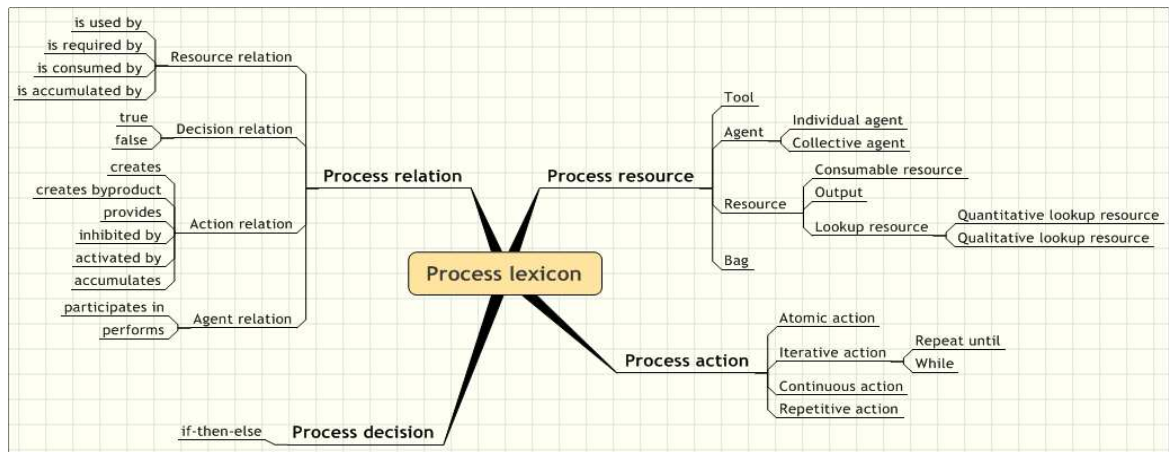 Process lexicon
Process relation
Resource relation
is used by
is required by
is consumed by
is accumulated by
Decision relation
true
false
Action relation
creates
creates byproduct
provides
inhibited by
activated by
accumulates
Agent relation
participates in
performs
Process decision
if-then-else
Process resource
Tool
Agent
Individual agent
Collective agent
Resource
Consumable resource
Output
Lookup resource
Quantitative lookup resource
Qualitative lookup resource
Bag
Process action
Atomic action
Iterative action
Repeat until
While
Continuous action
Repetitive action